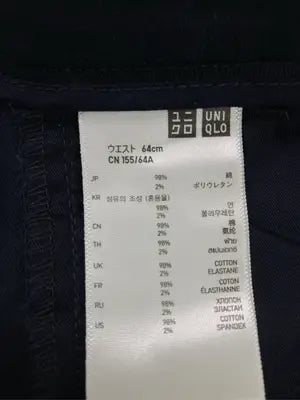 ユニ UNI
クロ QLO
ウエスト 64cm
CN 155/64A
JP 98% 綿
2% ポリウレタン
KR 섬유의 조성 (혼용율)
98% 면
2% 폴리우레탄
CN 98% 棉
2% 氨纶
TH 98% ฝ้าย
2% สแปนเดกซ์
UK 98% COTTON
2% ELASTANE
FR 98% COTON
2% ÉLASTHANNE
RU 98% ХЛОПОК
2% ЭЛАСТАН
US 98% COTTON
2% SPANDEX